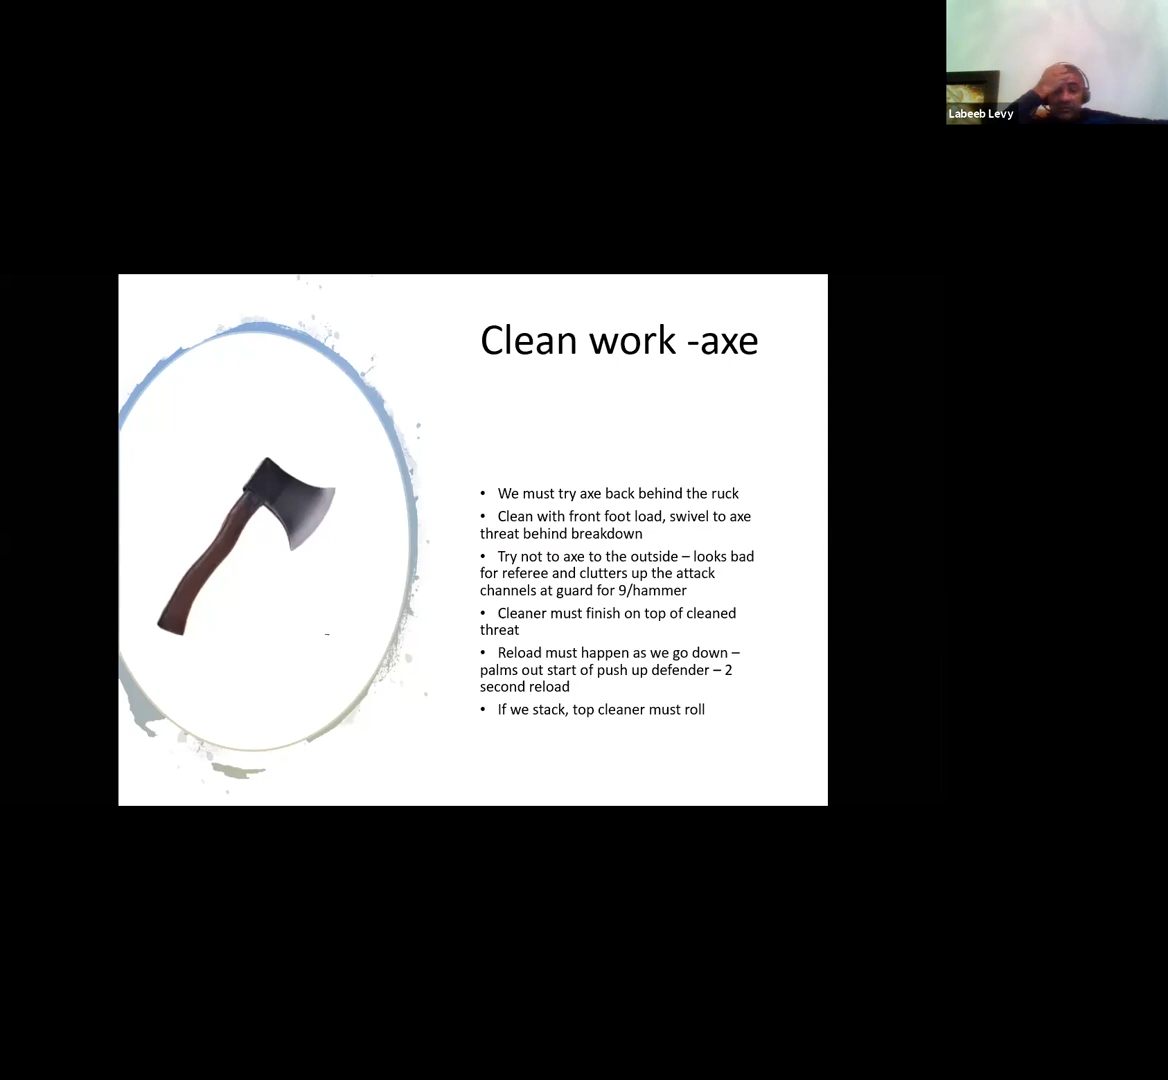 Labeeb Levy
Clean work -axe
• We must try axe back behind the ruck
• Clean with front foot load, swivel to axe
threat behind breakdown
• Try not to axe to the outside – looks bad
for referee and clutters up the attack
channels at guard for 9/hammer
• Cleaner must finish on top of cleaned
threat
• Reload must happen as we go down –
palms out start of push up defender – 2
second reload
• If we stack, top cleaner must roll